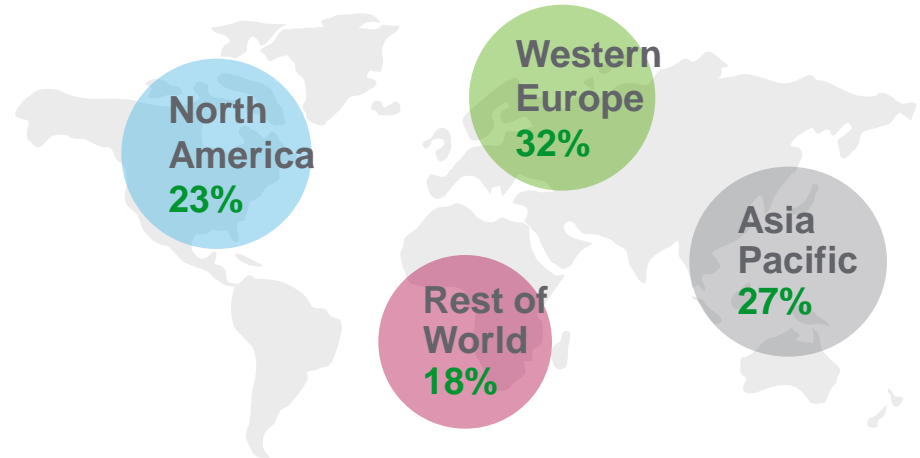 North
America
23%
Western
Europe
32%
Asia
Pacific
27%
Rest of
World
18%